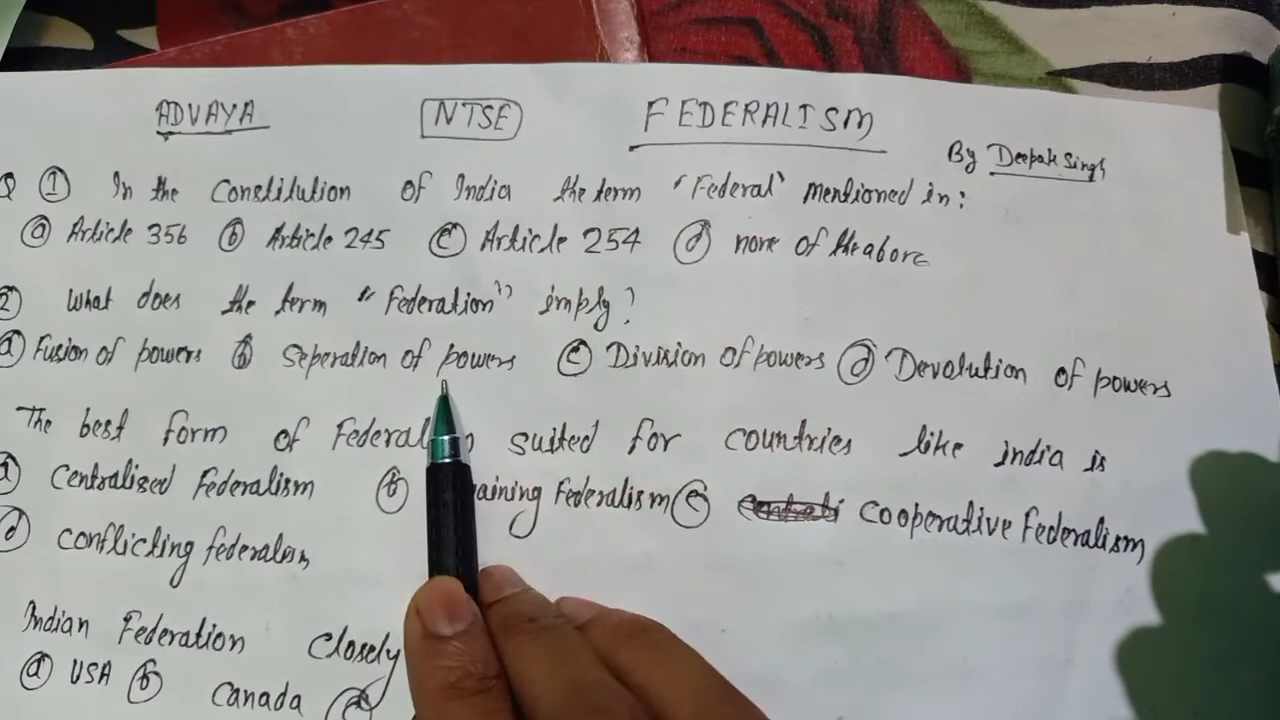 ADVAYA NTSE FEDERALISM
By Deepak Singh
Q ① In the Constitution of India the term "Federal" mentioned in:
ⓐ Article 356 ⓑ Article 245 ⓒ Article 254 ⓓ none of the above
② What does the term "Federation" imply?
ⓐ Fusion of powers ⓑ Seperation of powers ⓒ Division of powers ⓓ Devolution of powers
The best form of suited for countries like india is
ⓐ Centralised Federalism ⓑ Federalism ⓒ Cooperative Federalism
ⓓ conflicting federalism
Indian Federation Closely
ⓐ USA ⓑ Canada ⓒ